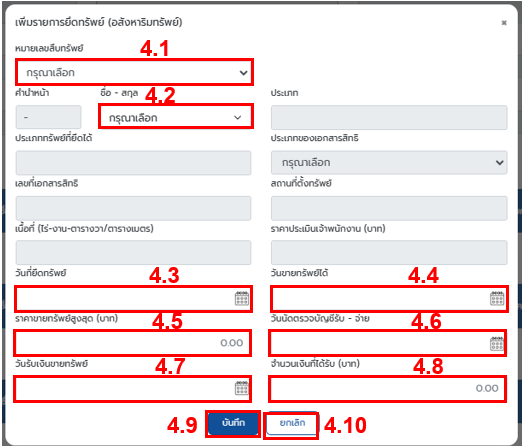 เพิ่มรายการยึดทรัพย์ (อสังหาริมทรัพย์) ×
หมายเลขสืบทรัพย์ 4.1
กรุณาเลือก
คำนำหน้า ชื่อ - สกุล 4.2 ประเภท
- กรุณาเลือก
ประเภททรัพย์ที่ยึดได้ ประเภทของเอกสารสิทธิ
กรุณาเลือก
เลขที่เอกสารสิทธิ สถานที่ตั้งทรัพย์
เนื้อที่ (ไร่-งาน-ตารางวา/ตารางเมตร) ราคาประเมินเจ้าพนักงาน (บาท)
วันที่ยึดทรัพย์ 4.3 วันขายทรัพย์ได้ 4.4
ราคาขายทรัพย์สูงสุด (บาท) 4.5 วันนัดตรวจบัญชีรับ - จ่าย 4.6
0.00
วันรับเงินขายทรัพย์ 4.7 จำนวนเงินที่ได้รับ (บาท) 4.8
0.00
4.9 บันทึก ยกเลิก 4.10